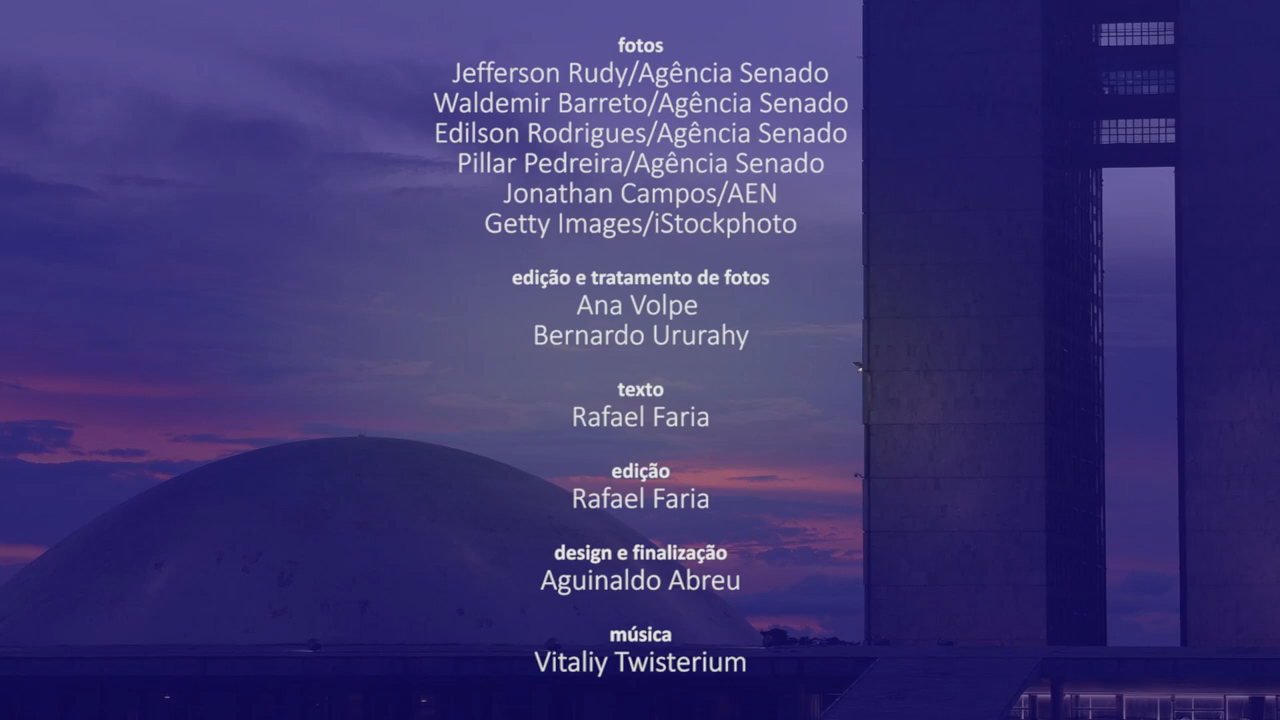 fotos
Jefferson Rudy/Agência Senado
Waldemir Barreto/Agência Senado
Edilson Rodrigues/Agência Senado
Pillar Pedreira/Agência Senado
Jonathan Campos/AEN
Getty Images/iStockphoto
edição e tratamento de fotos
Ana Volpe
Bernardo Ururahy
texto
Rafael Faria
edição
Rafael Faria
design e finalização
Aguinaldo Abreu
música
Vitaliy Twisterium